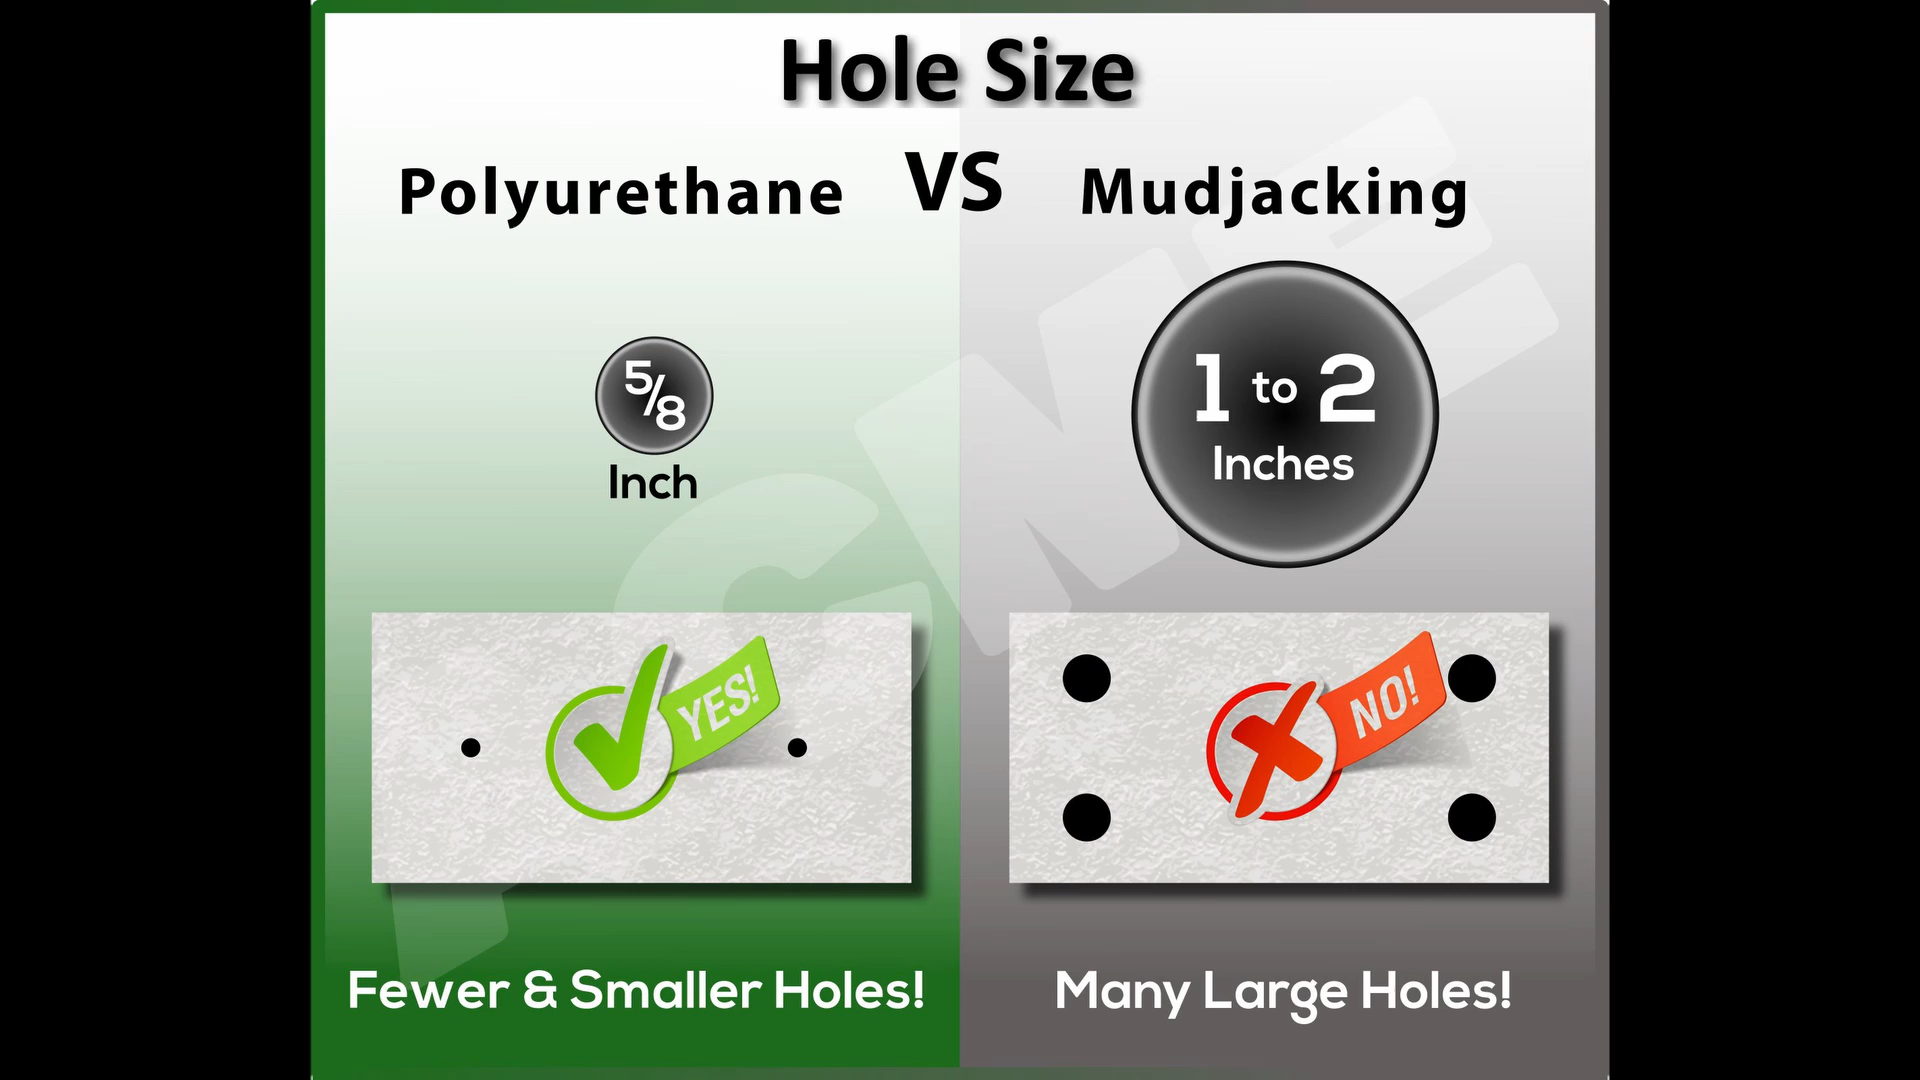 Hole Size
Polyurethane VS Mudjacking
5/8
Inch
1 to 2
Inches
YES!
NO!
Fewer & Smaller Holes!
Many Large Holes!
ACME